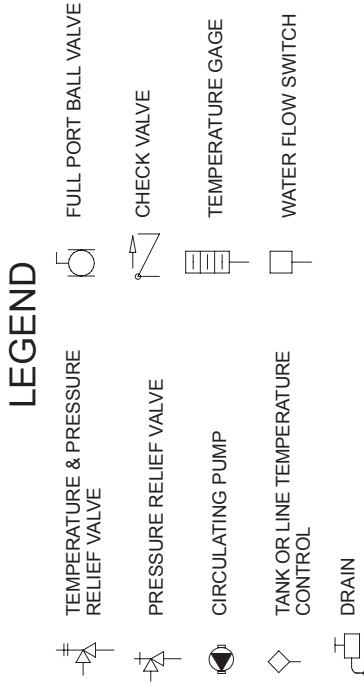 LEGEND
TEMPERATURE & PRESSURE
RELIEF VALVE
PRESSURE RELIEF VALVE
CIRCULATING PUMP
TANK OR LINE TEMPERATURE
CONTROL
DRAIN
FULL PORT BALL VALVE
CHECK VALVE
TEMPERATURE GAGE
WATER FLOW SWITCH